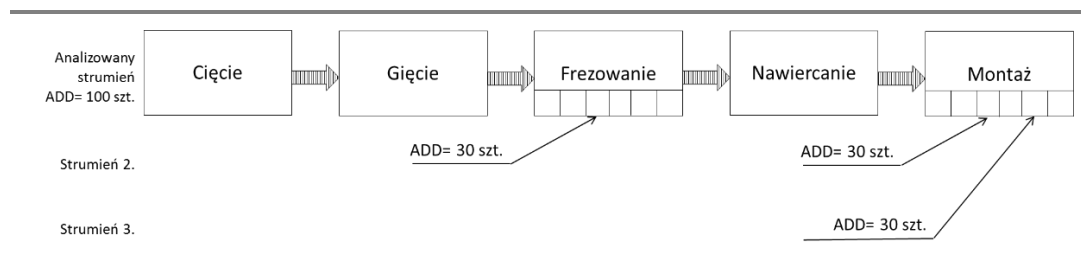 Analizowany
strumień
ADD= 100 szt.
Cięcie
Gięcie
Frezowanie
Nawiercanie
Montaż
ADD= 30 szt.
ADD= 30 szt.
Strumień 2.
ADD= 30 szt.
Strumień 3.